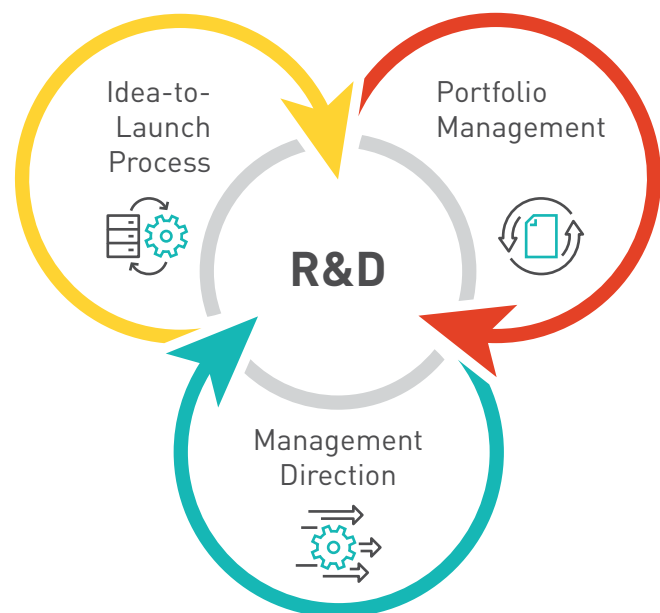 Idea-to-
Launch
Process
Portfolio
Management
R&D
Management
Direction